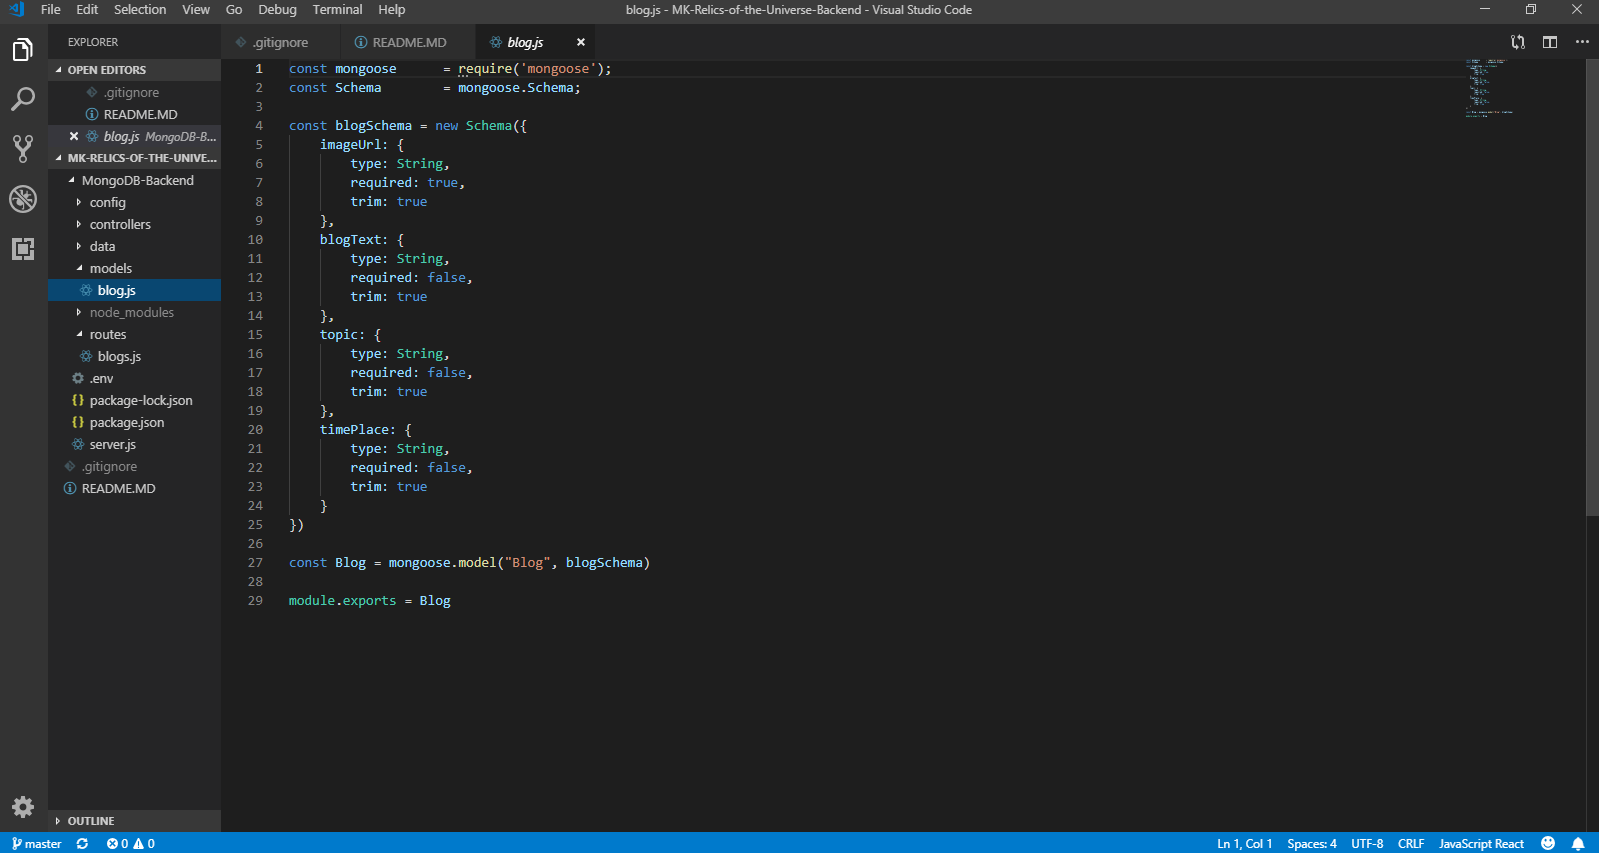 File Edit Selection View Go Debug Terminal Help
blog.js - MK-Relics-of-the-Universe-Backend - Visual Studio Code
EXPLORER
OPEN EDITORS
.gitignore
README.MD
blog.js MongoDB-B...
MK-RELICS-OF-THE-UNIVE...
MongoDB-Backend
config
controllers
data
models
blog.js
node_modules
routes
blogs.js
.env
package-lock.json
package.json
server.js
.gitignore
README.MD
OUTLINE
.gitignore README.MD blog.js
1 const mongoose      = require('mongoose');
2 const Schema        = mongoose.Schema;
3
4 const blogSchema = new Schema({
5     imageUrl: {
6         type: String,
7         required: true,
8         trim: true
9     },
10     blogText: {
11         type: String,
12         required: false,
13         trim: true
14     },
15     topic: {
16         type: String,
17         required: false,
18         trim: true
19     },
20     timePlace: {
21         type: String,
22         required: false,
23         trim: true
24     }
25 })
26
27 const Blog = mongoose.model("Blog", blogSchema)
28
29 module.exports = Blog
master 0 0 Ln 1, Col 1 Spaces: 4 UTF-8 CRLF JavaScript React